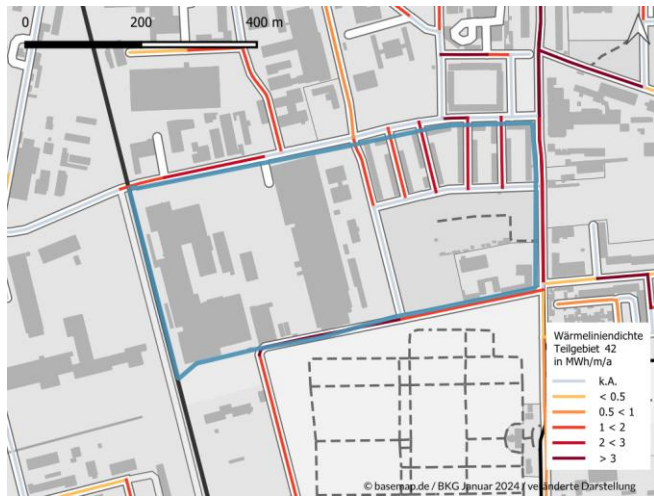 0 200 400 m
Wärmeliniendichte
Teilgebiet 42
in MWh/m/a
k.A.
< 0.5
0.5 < 1
1 < 2
2 < 3
> 3
© basemap.de / BKG Januar 2024 / veränderte Darstellung